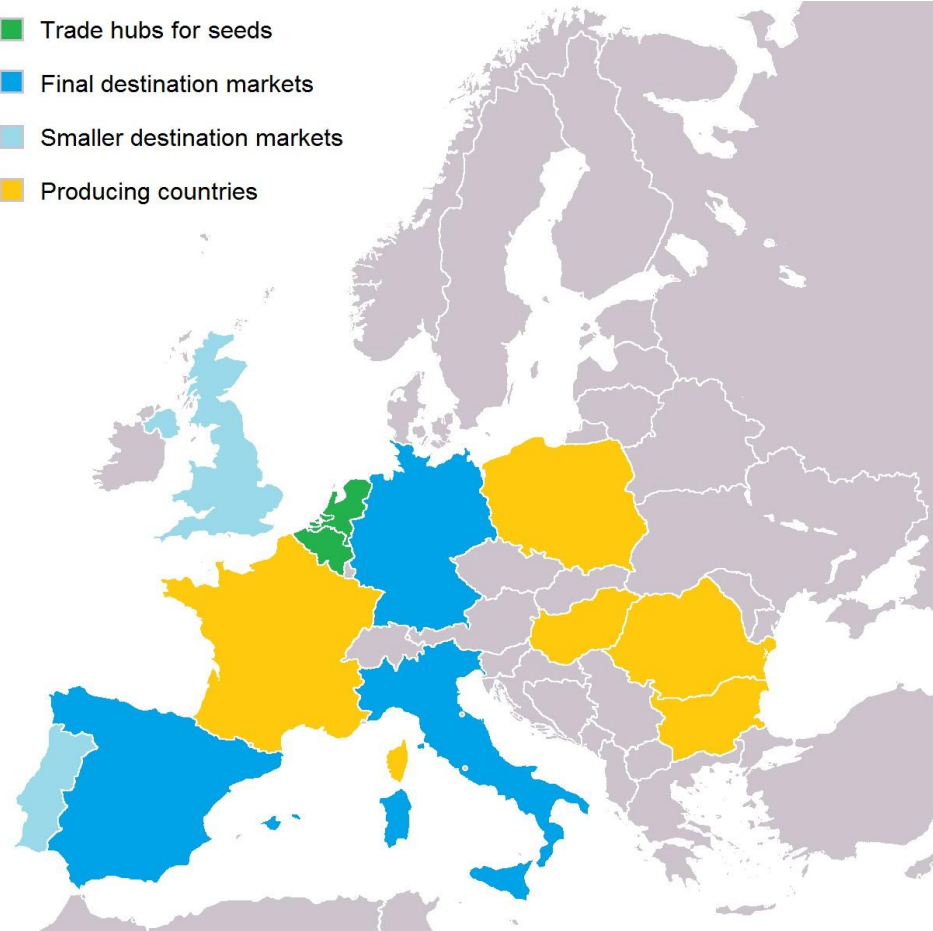 Trade hubs for seeds
Final destination markets
Smaller destination markets
Producing countries